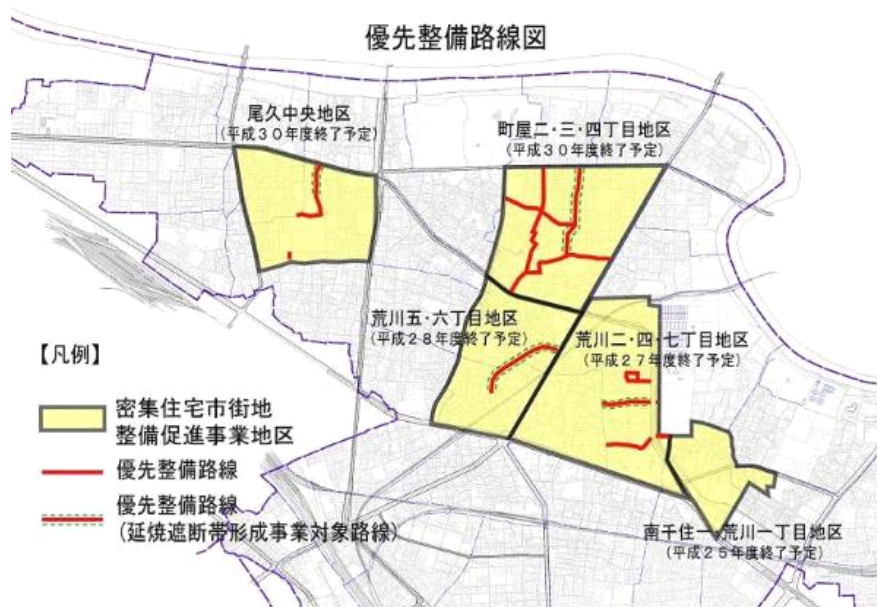 優先整備路線図
尾久中央地区
(平成30年度終了予定)
町屋二・三・四丁目地区
(平成30年度終了予定)
荒川五・六丁目地区
(平成28年度終了予定)
荒川二・四・七丁目地区
(平成27年度終了予定)
【凡例】
密集住宅市街地
整備促進事業地区
優先整備路線
優先整備路線
(延焼遮断帯形成事業対象路線)
南千住一・荒川一丁目地区
(平成25年度終了予定)